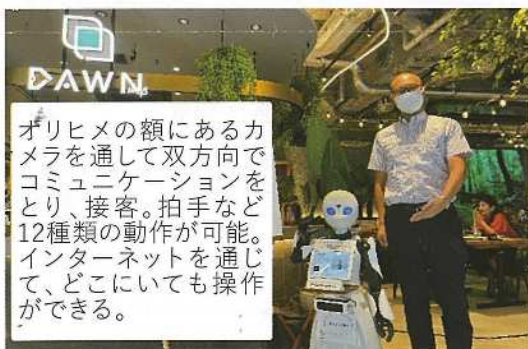 DAWN
オリヒメの額にあるカ
メラを通して双方向で
コミュニケーションを
とり、接客。拍手など
12種類の動作が可能。
インターネットを通じ
て、どこにいても操作
ができる。